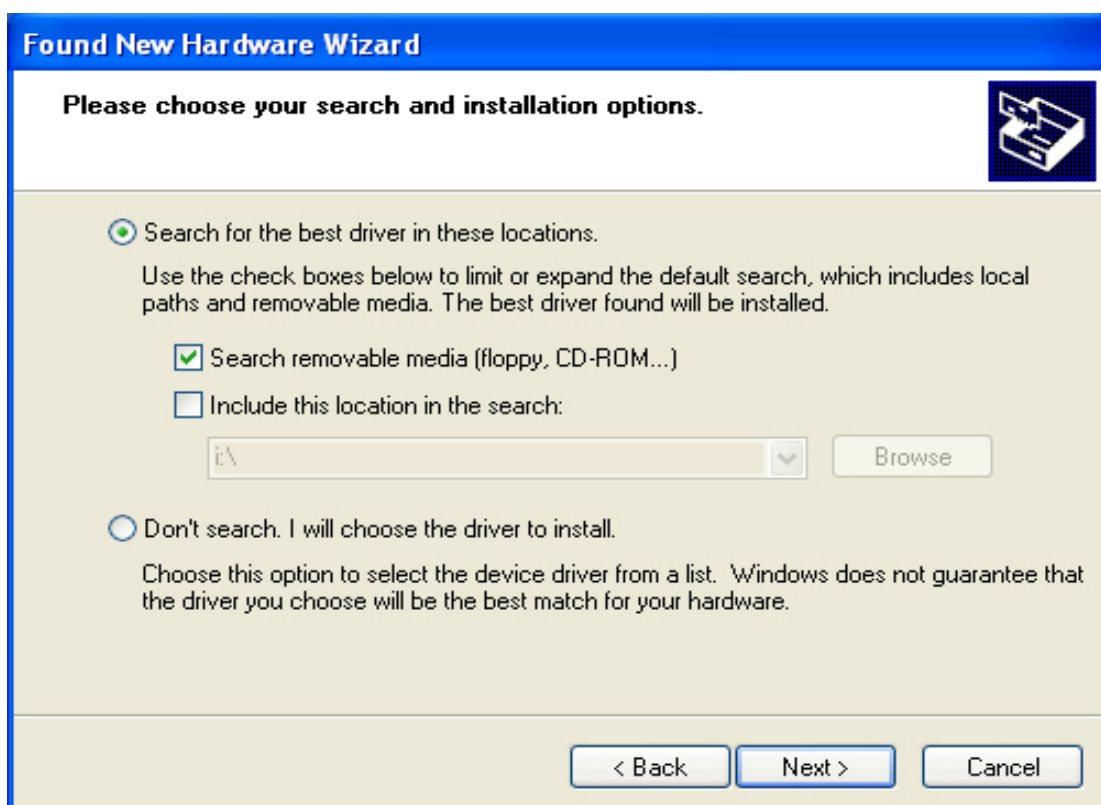 Found New Hardware Wizard
Please choose your search and installation options.
Search for the best driver in these locations.
Use the check boxes below to limit or expand the default search, which includes local
paths and removable media. The best driver found will be installed.
Search removable media (floppy, CD-ROM...)
Include this location in the search:
i:\
Browse
Don't search. I will choose the driver to install.
Choose this option to select the device driver from a list.  Windows does not guarantee that
the driver you choose will be the best match for your hardware.
< Back
Next >
Cancel